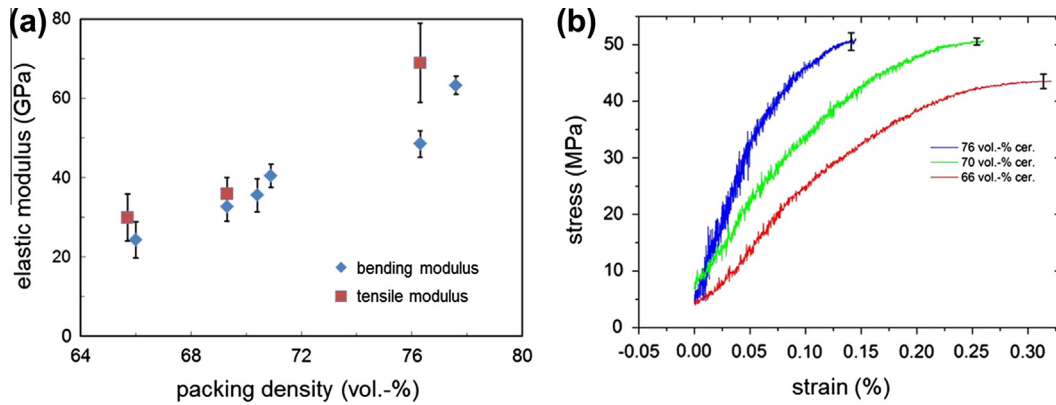 (a)
elastic modulus (GPa)
80
60
40
20
0
64
68
72
76
80
packing density (vol.-%)
bending modulus
tensile modulus
(b)
stress (MPa)
50
40
30
20
10
5
0
-0.05
0.00
0.05
0.10
0.15
0.20
0.25
0.30
strain (%)
76 vol.-% cer.
70 vol.-% cer.
66 vol.-% cer.